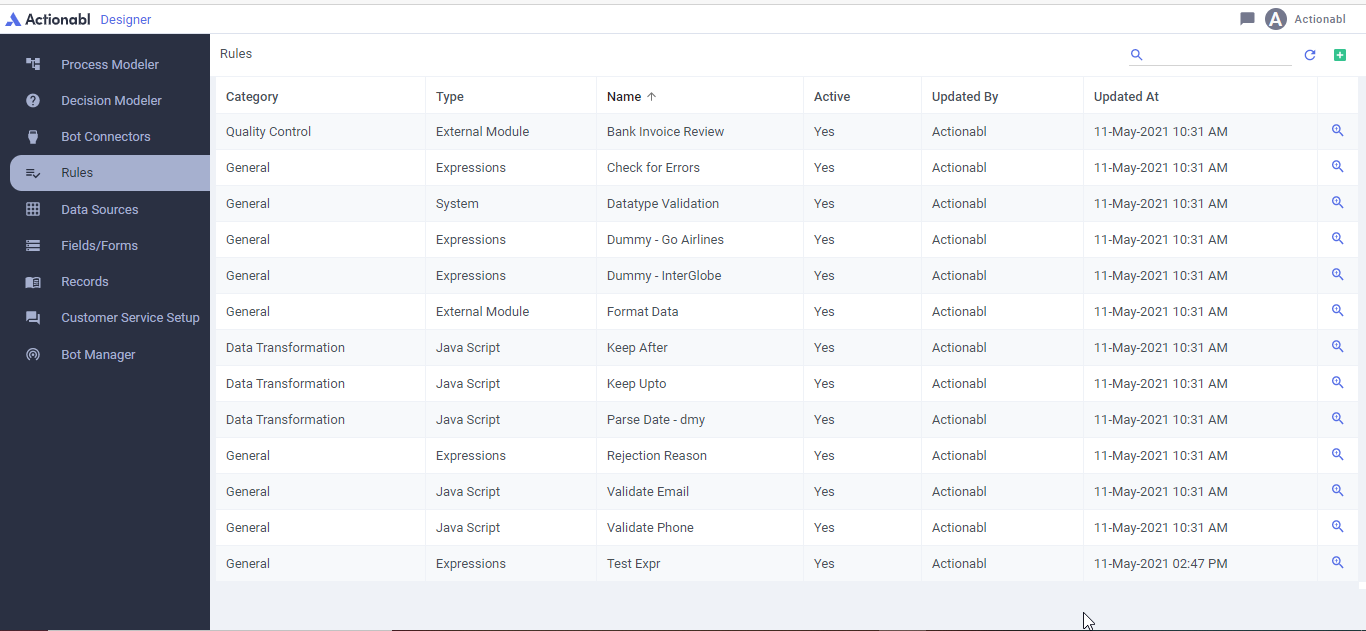 Actionabl Designer A Actionabl
Process Modeler
Decision Modeler
Bot Connectors
Rules
Data Sources
Fields/Forms
Records
Customer Service Setup
Bot Manager
Rules
Category Type Name Active Updated By Updated At
Quality Control External Module Bank Invoice Review Yes Actionabl 11-May-2021 10:31 AM
General Expressions Check for Errors Yes Actionabl 11-May-2021 10:31 AM
General System Datatype Validation Yes Actionabl 11-May-2021 10:31 AM
General Expressions Dummy - Go Airlines Yes Actionabl 11-May-2021 10:31 AM
General Expressions Dummy - InterGlobe Yes Actionabl 11-May-2021 10:31 AM
General External Module Format Data Yes Actionabl 11-May-2021 10:31 AM
Data Transformation Java Script Keep After Yes Actionabl 11-May-2021 10:31 AM
Data Transformation Java Script Keep Upto Yes Actionabl 11-May-2021 10:31 AM
Data Transformation Java Script Parse Date - dmy Yes Actionabl 11-May-2021 10:31 AM
General Expressions Rejection Reason Yes Actionabl 11-May-2021 10:31 AM
General Java Script Validate Email Yes Actionabl 11-May-2021 10:31 AM
General Java Script Validate Phone Yes Actionabl 11-May-2021 10:31 AM
General Expressions Test Expr Yes Actionabl 11-May-2021 02:47 PM